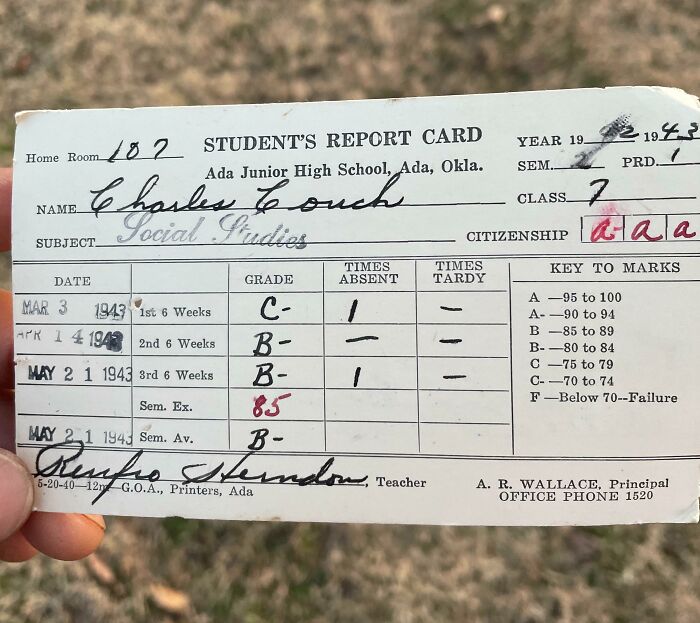 STUDENT'S REPORT CARD
Home Room 187
Ada Junior High School, Ada, Okla.
YEAR 1942 1943
SEM. 2 PRD. 1
NAME Charles Couch
CLASS 7
SUBJECT Social Studies
CITIZENSHIP a- a a
DATE GRADE TIMES ABSENT TIMES TARDY KEY TO MARKS
MAR 3 1943 1st 6 Weeks C- 1 —
APR 14 1943 2nd 6 Weeks B- — —
MAY 21 1943 3rd 6 Weeks B- 1 —
Sem. Ex. 85
MAY 21 1943 Sem. Av. B-
A —95 to 100
A- —90 to 94
B —85 to 89
B- —80 to 84
C —75 to 79
C- —70 to 74
F —Below 70--Failure
Renfro Herndon, Teacher
5-20-40—12m—G.O.A., Printers, Ada
A. R. WALLACE, Principal
OFFICE PHONE 1520